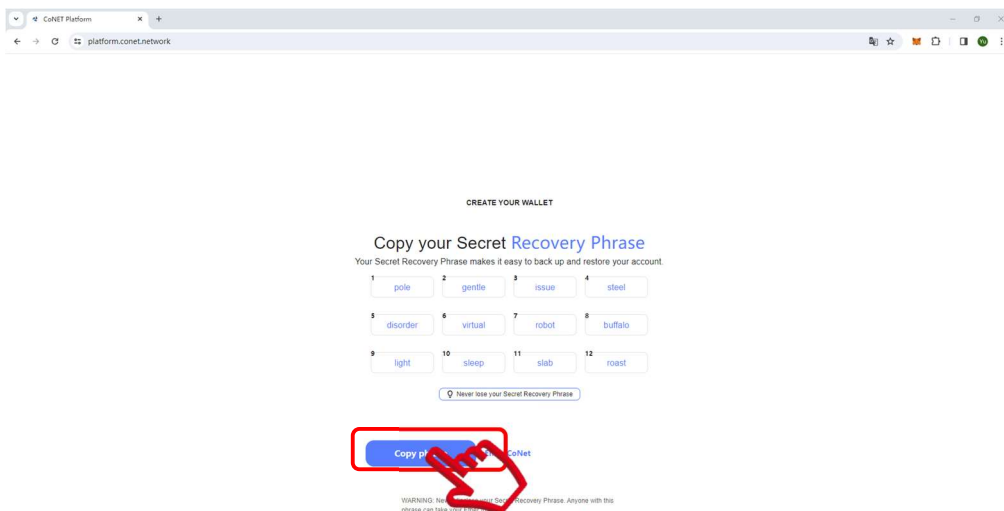 CoNET Platform
platform.conet.network
Yu
CREATE YOUR WALLET
Copy your Secret Recovery Phrase
Your Secret Recovery Phrase makes it easy to back up and restore your account.
1 pole 2 gentle 3 issue 4 steel
5 disorder 6 virtual 7 robot 8 buffalo
9 light 10 sleep 11 slab 12 roast
Never lose your Secret Recovery Phrase
Copy CoNet
WARNING: your Recovery Phrase. Anyone with this
phrase can take your